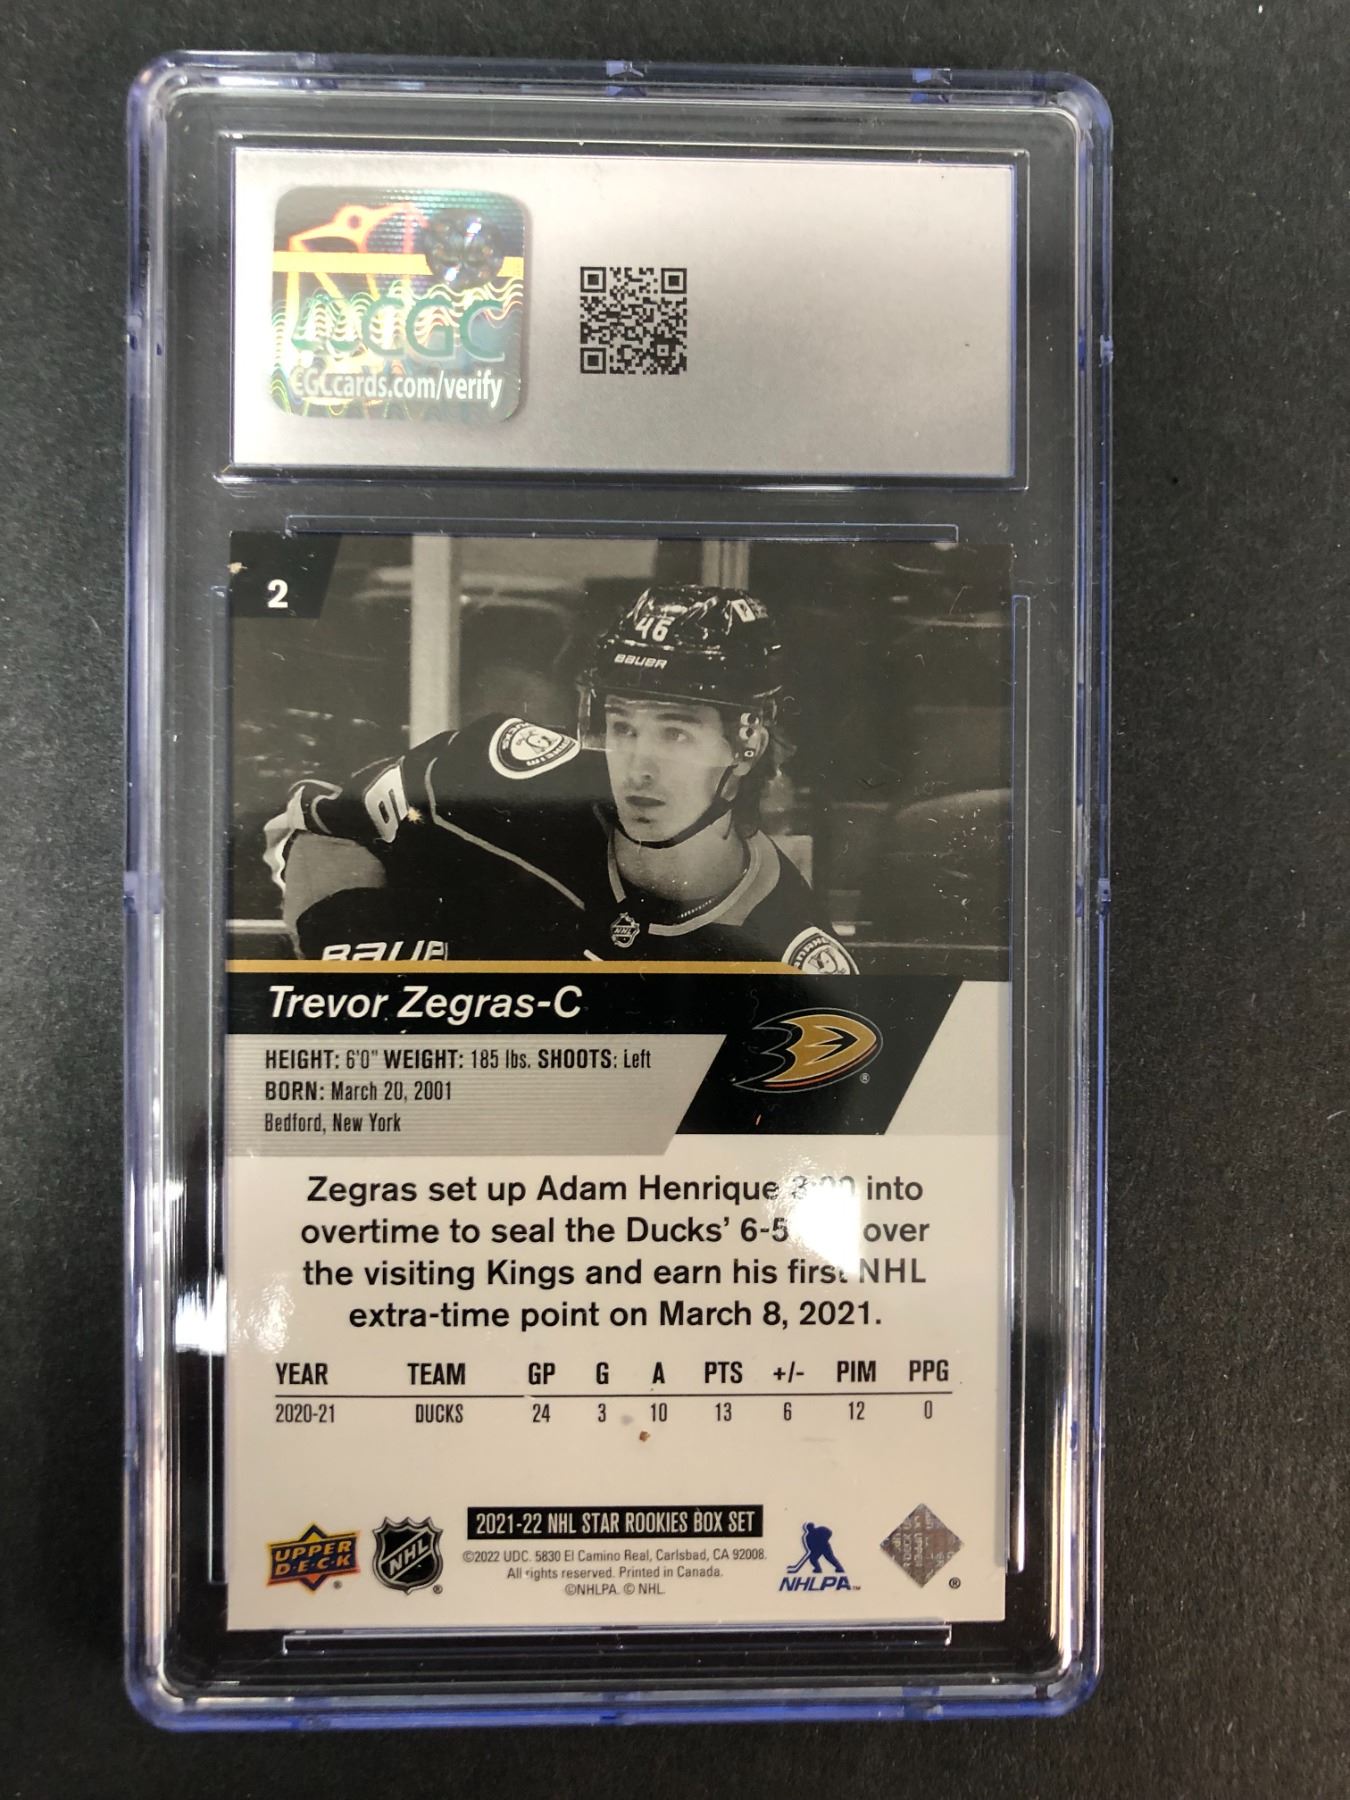 CGC
CGCcards.com/verify
2
46
BAUER
Trevor Zegras-C
HEIGHT: 6'0" WEIGHT: 185 lbs. SHOOTS: Left
BORN: March 20, 2001
Bedford, New York
Zegras set up Adam Henrique into
overtime to seal the Ducks' 6-5 over
the visiting Kings and earn his first NHL
extra-time point on March 8, 2021.
YEAR TEAM GP G A PTS +/- PIM PPG
2020-21 DUCKS 24 3 10 13 6 12 0
2021-22 NHL STAR ROOKIES BOX SET
©2022 UDC. 5830 El Camino Real, Carlsbad, CA 92008.
All rights reserved. Printed in Canada.
©NHLPA. © NHL.
UPPER
D·E·C·K
NHL
NHLPA